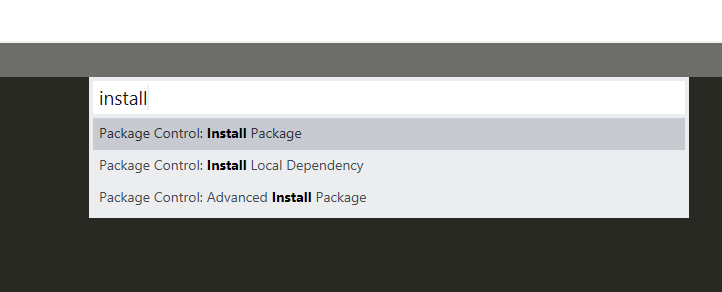 install
Package Control: Install Package
Package Control: Install Local Dependency
Package Control: Advanced Install Package